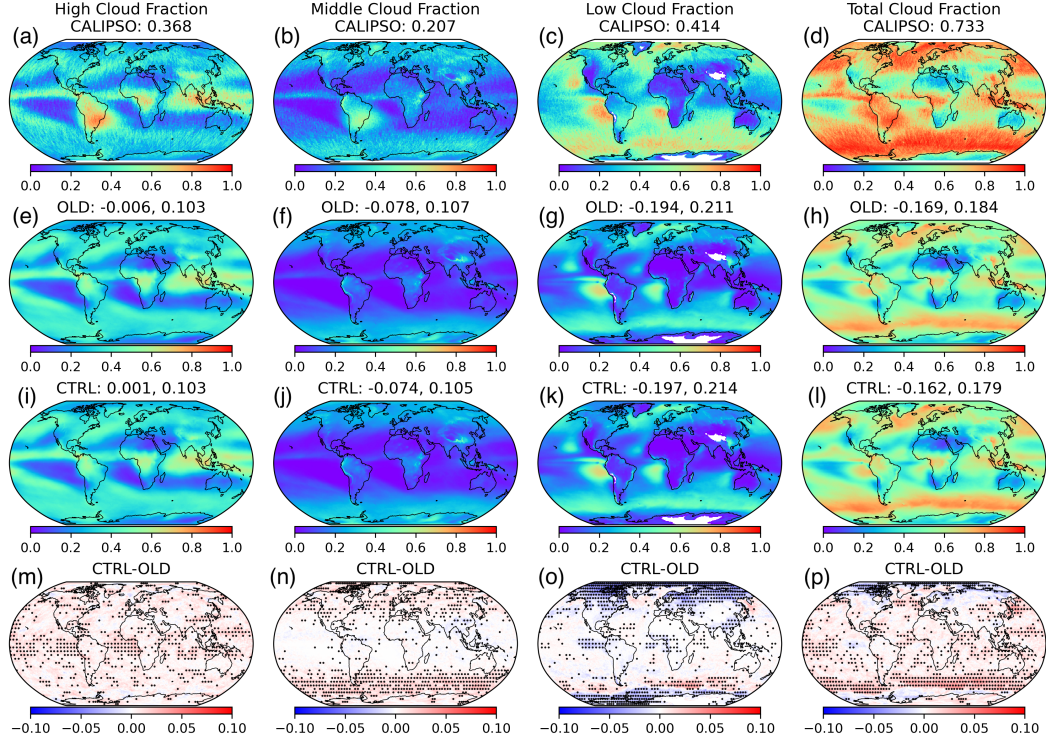 High Cloud Fraction
CALIPSO: 0.368
Middle Cloud Fraction
CALIPSO: 0.207
Low Cloud Fraction
CALIPSO: 0.414
Total Cloud Fraction
CALIPSO: 0.733
(a)
(b)
(c)
(d)
0.0 0.2 0.4 0.6 0.8 1.0
0.0 0.2 0.4 0.6 0.8 1.0
0.0 0.2 0.4 0.6 0.8 1.0
0.0 0.2 0.4 0.6 0.8 1.0
(e) OLD: -0.006, 0.103
(f) OLD: -0.078, 0.107
(g) OLD: -0.194, 0.211
(h) OLD: -0.169, 0.184
0.0 0.2 0.4 0.6 0.8 1.0
0.0 0.2 0.4 0.6 0.8 1.0
0.0 0.2 0.4 0.6 0.8 1.0
0.0 0.2 0.4 0.6 0.8 1.0
(i) CTRL: 0.001, 0.103
(j) CTRL: -0.074, 0.105
(k) CTRL: -0.197, 0.214
(l) CTRL: -0.162, 0.179
0.0 0.2 0.4 0.6 0.8 1.0
0.0 0.2 0.4 0.6 0.8 1.0
0.0 0.2 0.4 0.6 0.8 1.0
0.0 0.2 0.4 0.6 0.8 1.0
(m) CTRL-OLD
(n) CTRL-OLD
(o) CTRL-OLD
(p) CTRL-OLD
−0.10 −0.05 0.00 0.05 0.10
−0.10 −0.05 0.00 0.05 0.10
−0.10 −0.05 0.00 0.05 0.10
−0.10 −0.05 0.00 0.05 0.10